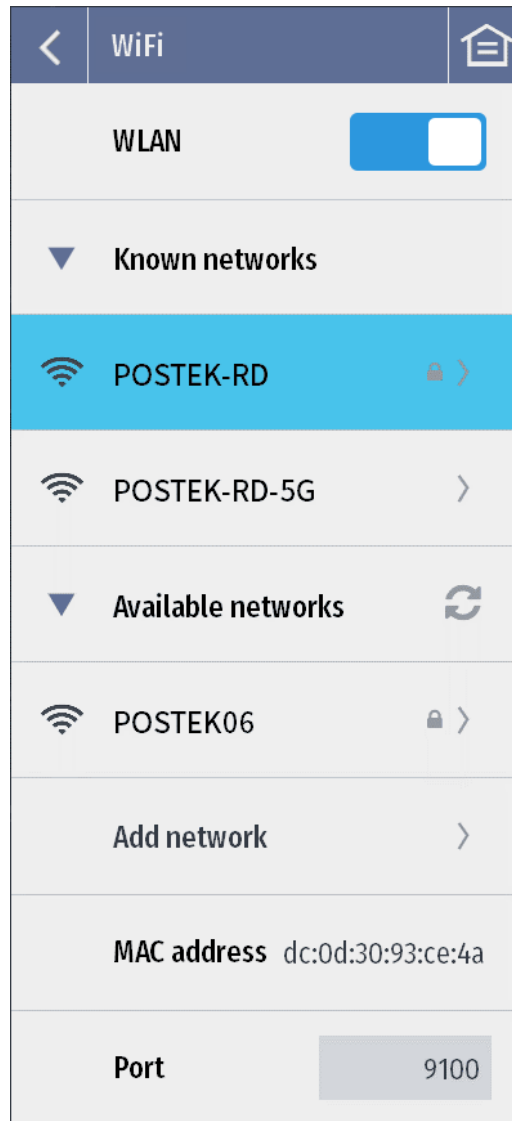 WiFi
WLAN
Known networks
POSTEK-RD
POSTEK-RD-5G
Available networks
POSTEK06
Add network
MAC address dc:0d:30:93:ce:4a
Port 9100